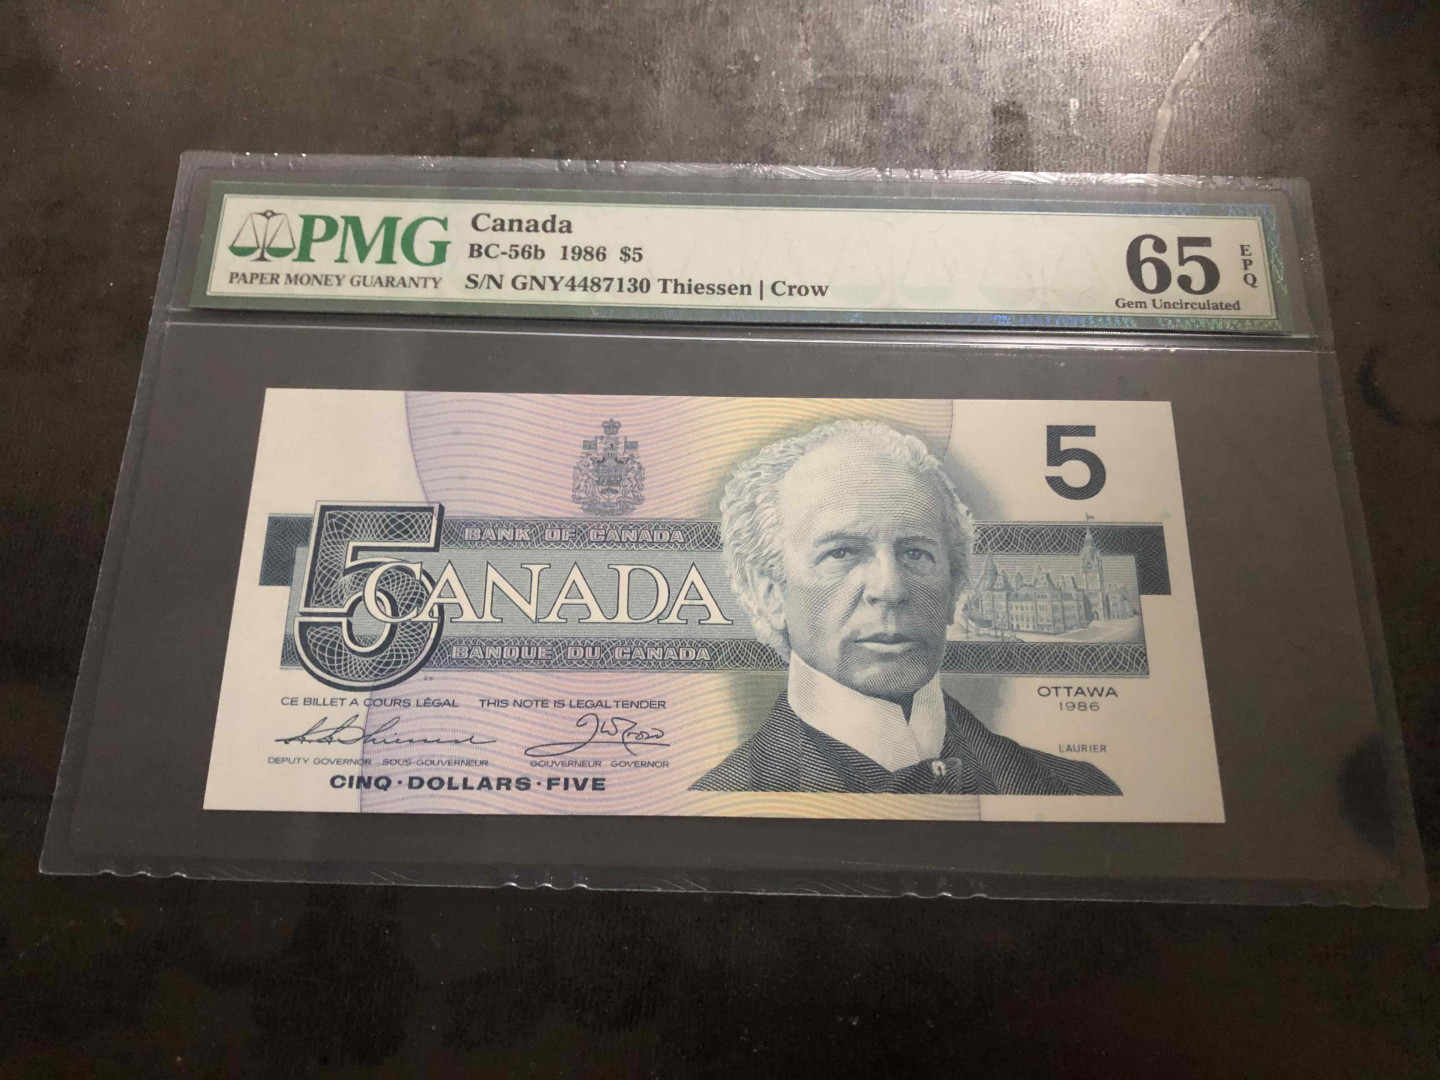 PMG
PAPER MONEY GUARANTY
Canada
BC-56b 1986 $5
S/N GNY4487130 Thiessen | Crow
65
EPQ
Gem Uncirculated
5
5
BANK OF CANADA
CANADA
BANQUE DU CANADA
CE BILLET A COURS LÉGAL THIS NOTE IS LEGAL TENDER
DEPUTY GOVERNOR SOUS-GOUVERNEUR GOUVERNEUR GOVERNOR
CINQ·DOLLARS·FIVE
OTTAWA
1986
LAURIER